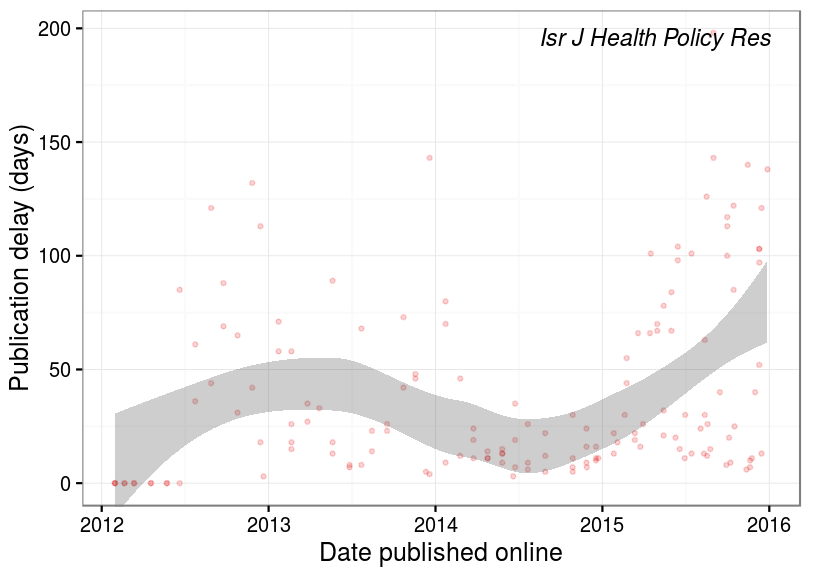 Isr J Health Policy Res
Publication delay (days)
200
150
100
50
0
2012 2013 2014 2015 2016
Date published online